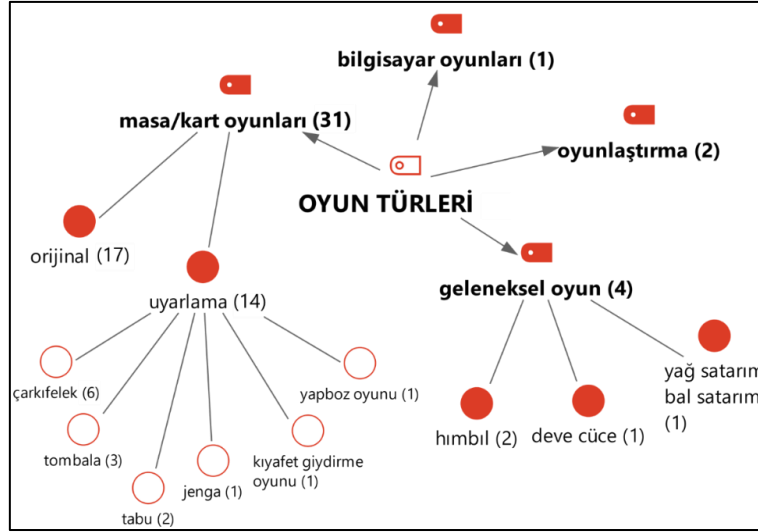 bilgisayar oyunları (1)
masa/kart oyunları (31)
oyunlaştırma (2)
OYUN TÜRLERİ
orijinal (17)
uyarlama (14)
geleneksel oyun (4)
çarkıfelek (6)
yapboz oyunu (1)
tombala (3)
kıyafet giydirme
oyunu (1)
jenga (1)
tabu (2)
hımbıl (2)
deve cüce (1)
yağ satarım
bal satarım
(1)